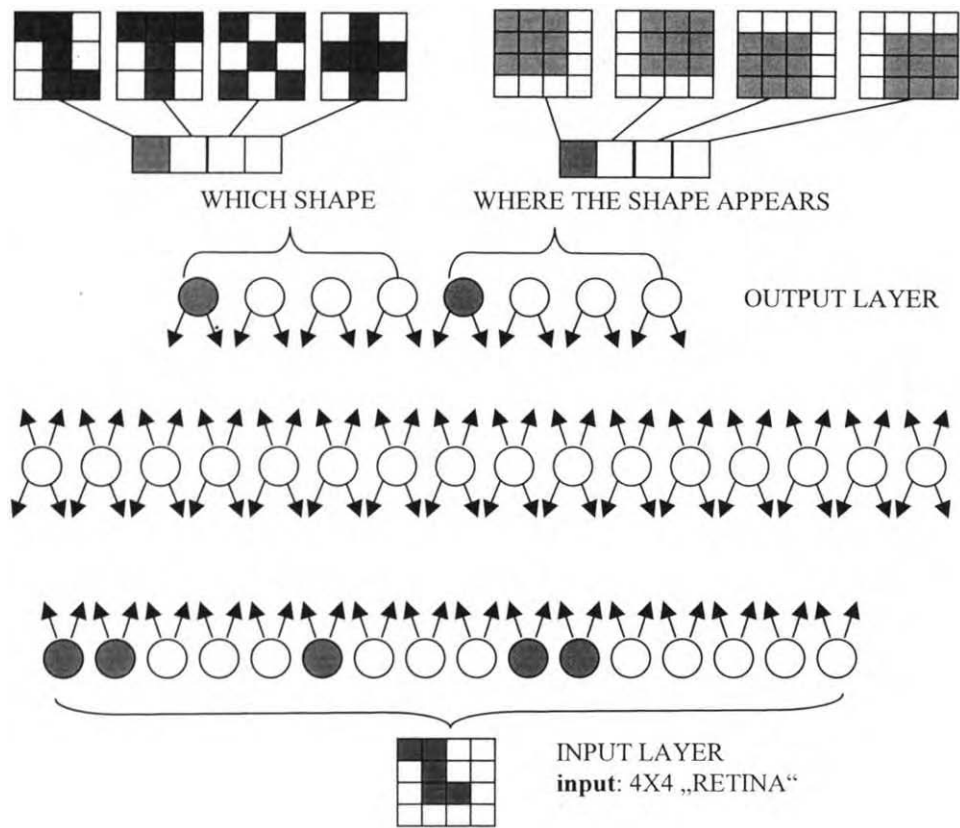 WHICH SHAPE
WHERE THE SHAPE APPEARS
OUTPUT LAYER
INPUT LAYER
input: 4X4 „RETINA“